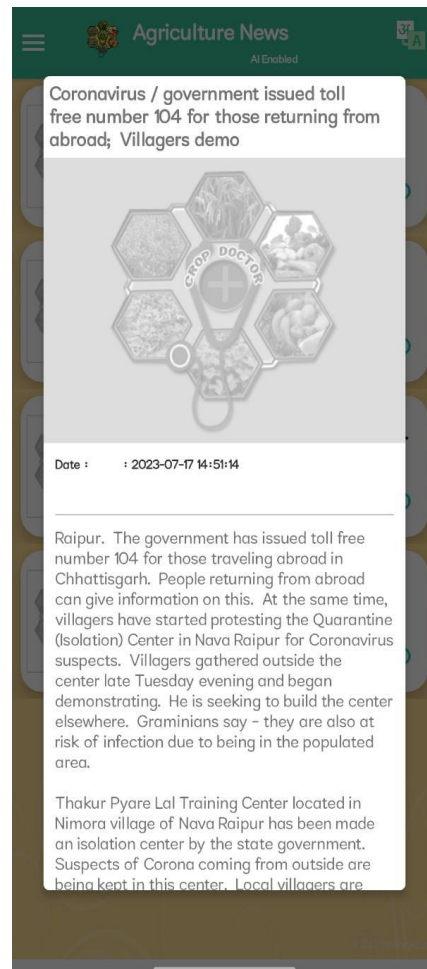 Agriculture News
AI Enabled
Coronavirus / government issued toll
free number 104 for those returning from
abroad;  Villagers demo
CROP DOCTOR
Date :	: 2023-07-17 14:51:14
Raipur.  The government has issued toll free
number 104 for those traveling abroad in
Chhattisgarh.  People returning from abroad
can give information on this.  At the same time,
villagers have started protesting the Quarantine
(Isolation) Center in Nava Raipur for Coronavirus
suspects.  Villagers gathered outside the
center late Tuesday evening and began
demonstrating.  He is seeking to build the center
elsewhere.  Graminians say - they are also at
risk of infection due to being in the populated
area.
Thakur Pyare Lal Training Center located in
Nimora village of Nava Raipur has been made
an isolation center by the state government.
Suspects of Corona coming from outside are
being kept in this center.  Local villagers are